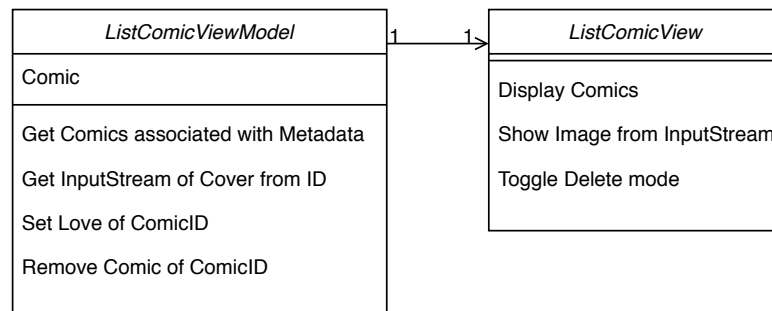 ListComicViewModel
Comic
Get Comics associated with Metadata
Get InputStream of Cover from ID
Set Love of ComicID
Remove Comic of ComicID
1
1
ListComicView
Display Comics
Show Image from InputStream
Toggle Delete mode